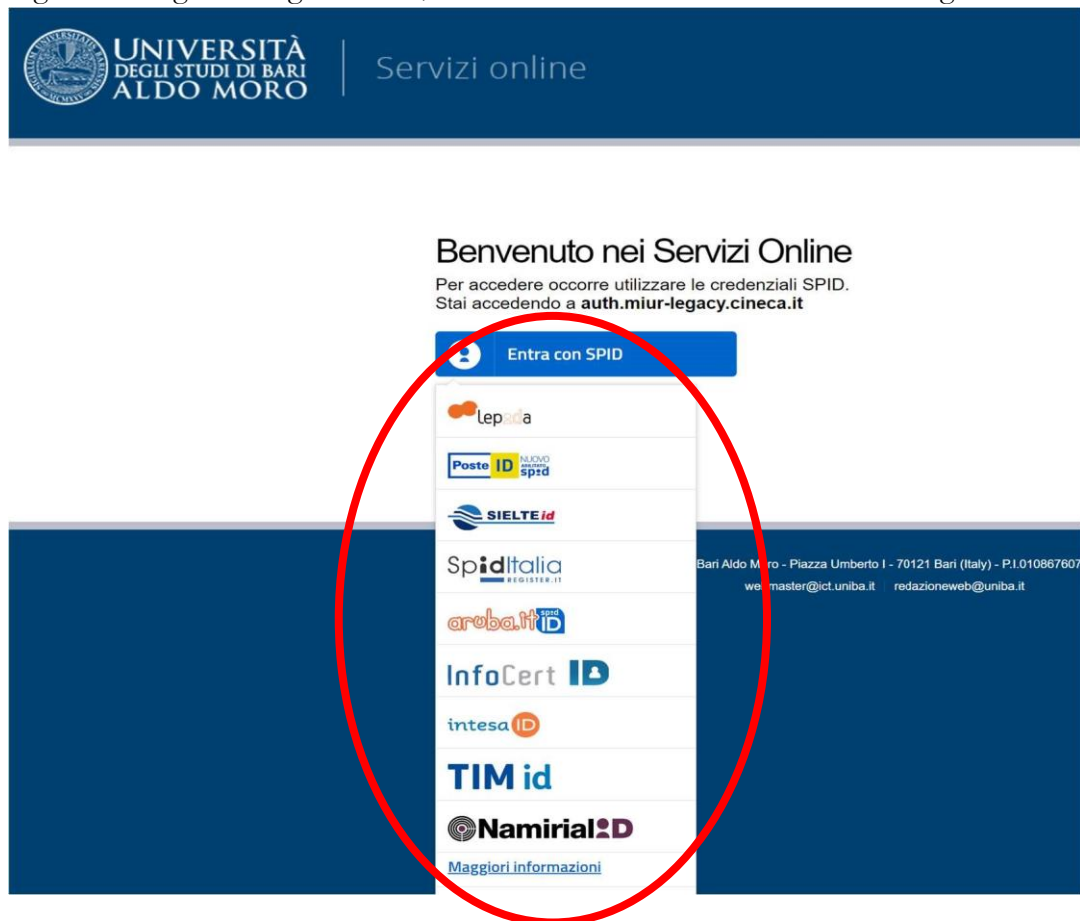 UNIVERSITÀ
DEGLI STUDI DI BARI
ALDO MORO
Servizi online
Benvenuto nei Servizi Online
Per accedere occorre utilizzare le credenziali SPID.
Stai accedendo a auth.miur-legacy.cineca.it
Entra con SPID
lepida
Poste ID NUOVO spid
SIELTE id
SpidItalia
REGISTER.IT
aruba.it spid ID
InfoCert ID
intesa ID
TIM id
Namirial ID
Maggiori informazioni
Bari Aldo Moro - Piazza Umberto I - 70121 Bari (Italy) - P.I.010867607
webmaster@ict.uniba.it redazioneweb@uniba.it